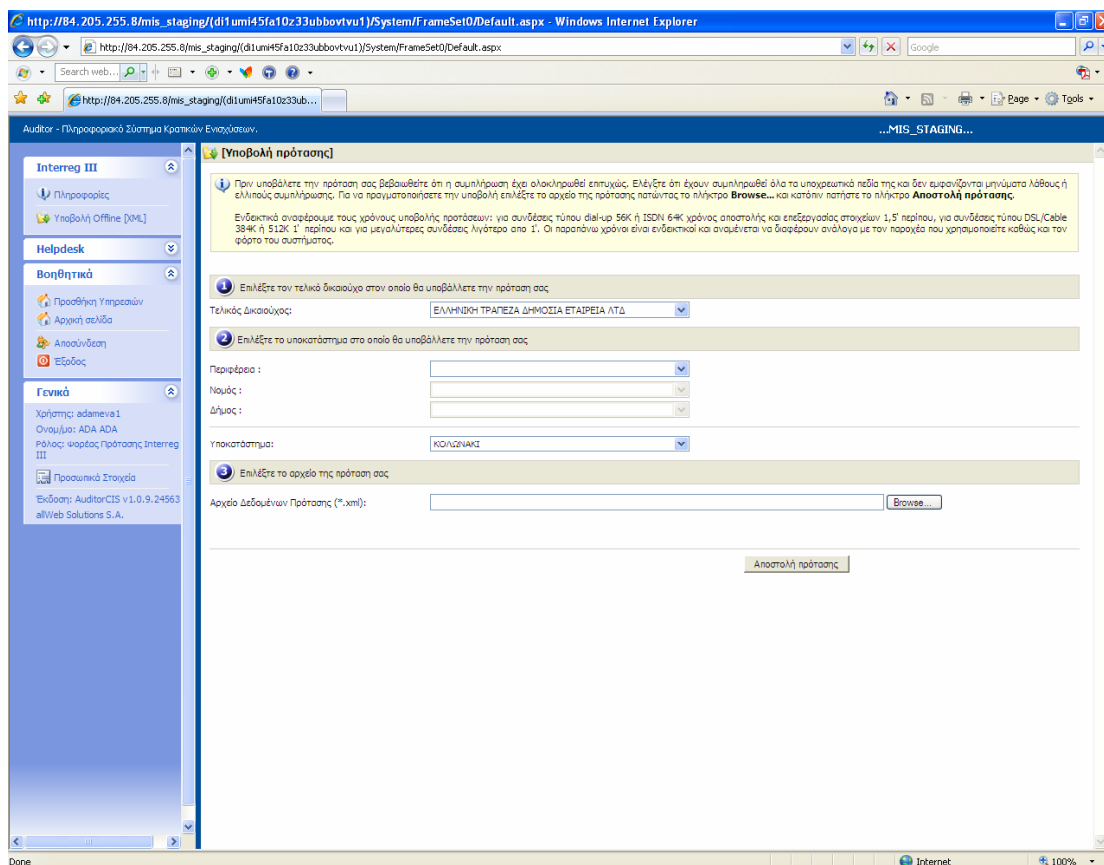 http://84.205.255.8/mis_staging/(di1umi45fa10z33ubbovtvu1)/System/FrameSet0/Default.aspx - Windows Internet Explorer
http://84.205.255.8/mis_staging/(di1umi45fa10z33ubbovtvu1)/System/FrameSet0/Default.aspx
Google
Search web...
http://84.205.255.8/mis_staging/(di1umi45fa10z33ub...
Page
Tools
Auditor - Πληροφοριακό Σύστημα Κρατικών Ενισχύσεων.
...MIS_STAGING...
Interreg III
Πληροφορίες
Υποβολή Offline [XML]
Helpdesk
Βοηθητικά
Προσθήκη Υπηρεσιών
Αρχική σελίδα
Αποσύνδεση
Έξοδος
Γενικά
Χρήστης: adameva1
Ονομ/μο: ADA ADA
Ρόλος: Φορέας Πρότασης Interreg
III
Προσωπικά Στοιχεία
Έκδοση: AuditorCIS v1.0.9.24563
allWeb Solutions S.A.
[Υποβολή πρότασης]
Πριν υποβάλετε την πρόταση σας βεβαιωθείτε ότι η συμπλήρωση έχει ολοκληρωθεί επιτυχώς. Ελέγξτε ότι έχουν συμπληρωθεί όλα τα υποχρεωτικά πεδία της και δεν εμφανίζονται μηνύματα λάθους ή
ελλιπούς συμπλήρωσης. Για να πραγματοποιήσετε την υποβολή επιλέξτε το αρχείο της πρότασης πατώντας το πλήκτρο Browse... και κατόπιν πατήστε το πλήκτρο Αποστολή πρότασης.
Ενδεικτικά αναφέρουμε τους χρόνους υποβολής προτάσεων: για συνδέσεις τύπου dial-up 56K ή ISDN 64K χρόνος αποστολής και επεξεργασίας στοιχείων 1,5' περίπου, για συνδέσεις τύπου DSL/Cable
384K ή 512K 1' περίπου και για μεγαλύτερες συνδέσεις λιγότερο απο 1'. Οι παραπάνω χρόνοι είναι ενδεικτικοί και αναμένεται να διαφέρουν ανάλογα με τον παροχέα που χρησιμοποιείτε καθώς και τον
φόρτο του συστήματος.
1 Επιλέξτε τον τελικό δικαιούχο στον οποίο θα υποβάλλετε την πρόταση σας
Τελικός Δικαιούχος: ΕΛΛΗΝΙΚΗ ΤΡΑΠΕΖΑ ΔΗΜΟΣΙΑ ΕΤΑΙΡΕΙΑ ΛΤΔ
2 Επιλέξτε το υποκατάστημα στο οποίο θα υποβάλλετε την πρόταση σας
Περιφέρεια :
Νομός :
Δήμος :
Υποκατάστημα: ΚΟΛΩΝΑΚΙ
3 Επιλέξτε το αρχείο της πρόταση σας
Αρχείο Δεδομένων Πρότασης (*.xml): Browse...
Αποστολή πρότασης
Done
Internet
100%